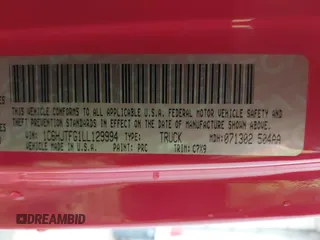 THIS VEHICLE CONFORMS TO ALL APPLICABLE U.S.A. FEDERAL MOTOR VEHICLE SAFETY AND
THEFT PREVENTION STANDARDS IN EFFECT ON THE DATE OF MANUFACTURE SHOWN ABOVE.
VIN: 1C6HJTFG1LL129994 TYPE: TRUCK MDH: 071302 504AA
VEHICLE MADE IN U.S.A. PAINT: PRC TRIM: C7X9
DREAMBID